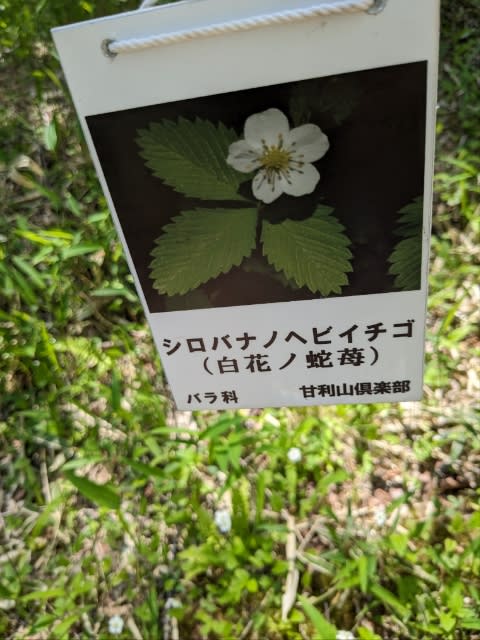 シロバナノヘビイチゴ
（白花ノ蛇苺）
バラ科 甘利山倶楽部